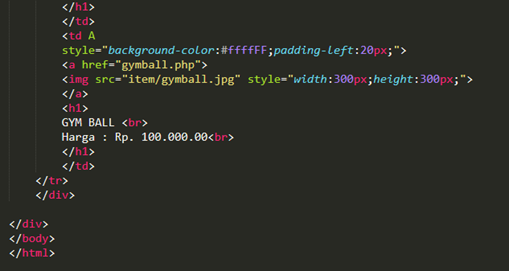 </h1>
</td>
<td A
style="background-color:#ffffFF;padding-left:20px;">
<a href="gymball.php">
<img src="item/gymball.jpg" style="width:300px;height:300px;">
</a>
<h1>
GYM BALL <br>
Harga : Rp. 100.000.00<br>
</h1>
</td>
</tr>
</div>
</div>
</body>
</html>